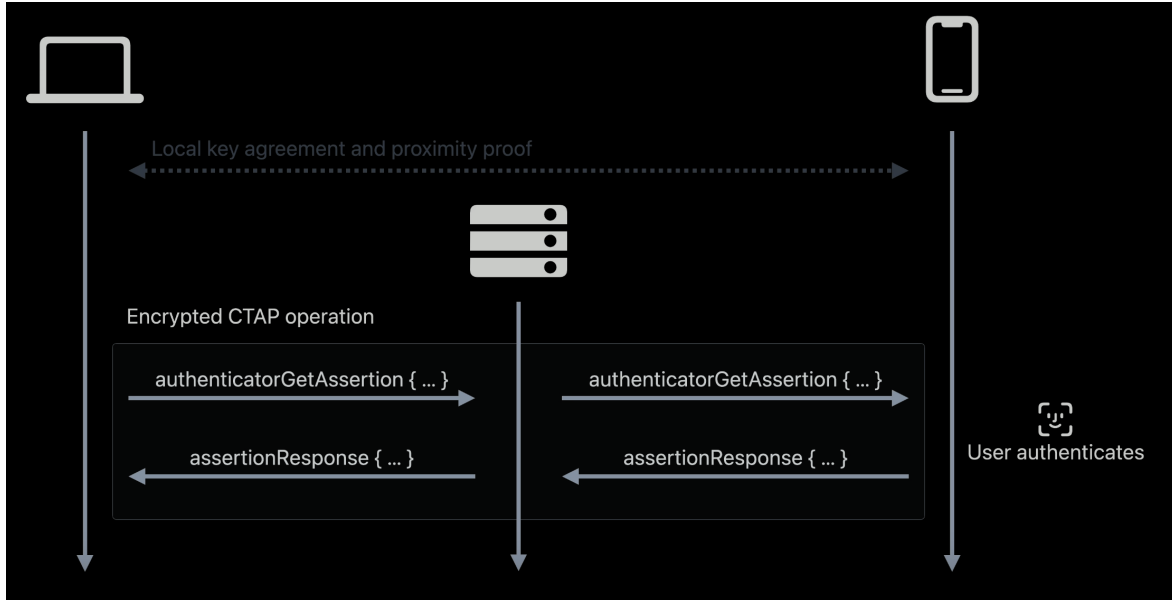 Local key agreement and proximity proof
Encrypted CTAP operation
authenticatorGetAssertion { ... }
authenticatorGetAssertion { ... }
assertionResponse { ... }
assertionResponse { ... }
User authenticates